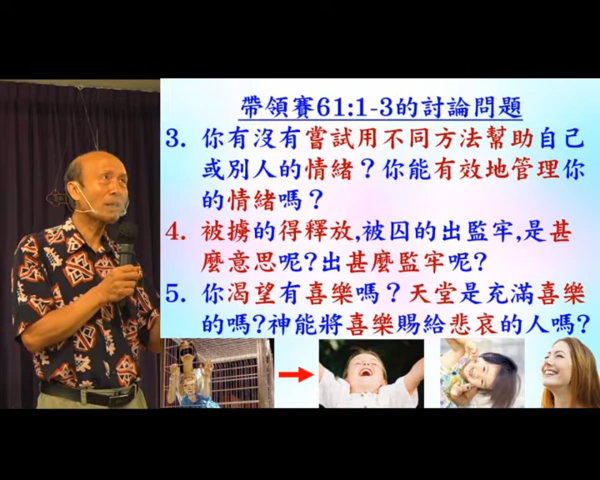 帶領賽61:1-3的討論問題
3. 你有沒有嘗試用不同方法幫助自己
或別人的情緒？你能有效地管理你
的情緒嗎？
4. 被擄的得釋放,被囚的出監牢,是甚
麼意思呢?出甚麼監牢呢?
5. 你渴望有喜樂嗎？天堂是充滿喜樂
的嗎?神能將喜樂賜給悲哀的人嗎?